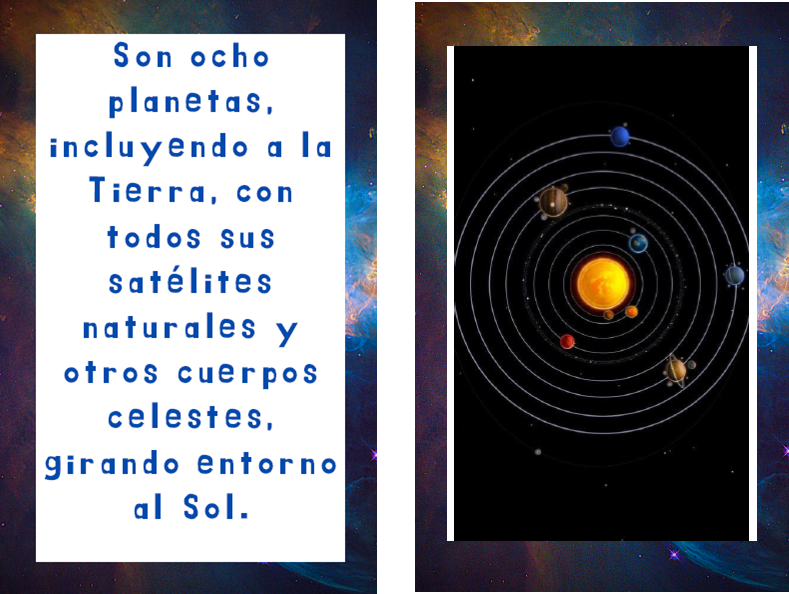 Son ocho
planetas,
incluyendo a la
Tierra, con
todos sus
satélites
naturales y
otros cuerpos
celestes,
girando entorno
al Sol.